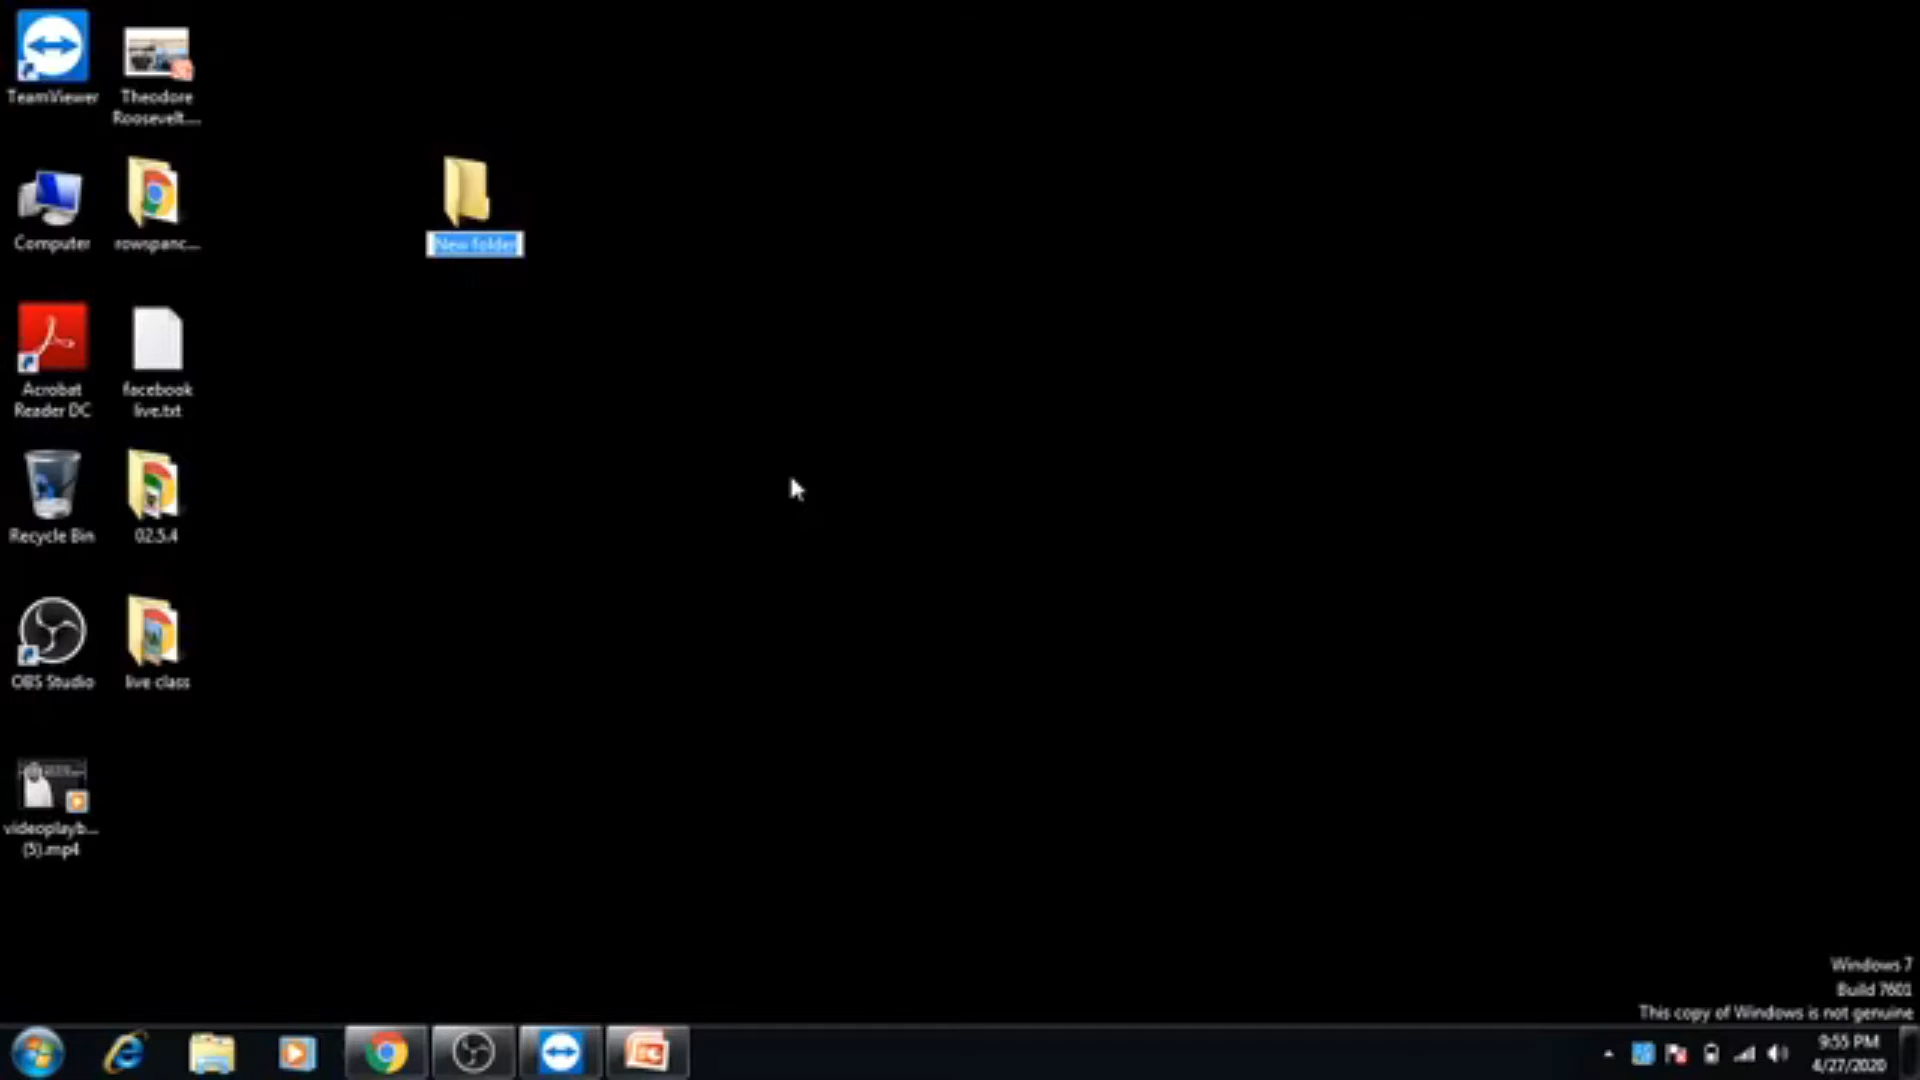 TeamViewer
Theodore
Roosevelt....
Computer
rowspanc...
New folder
Acrobat
Reader DC
facebook
live.txt
Recycle Bin
02.5.4
OBS Studio
live class
videoplayb...
(5).mp4
Windows 7
Build 7601
This copy of Windows is not genuine
9:55 PM
4/27/2020